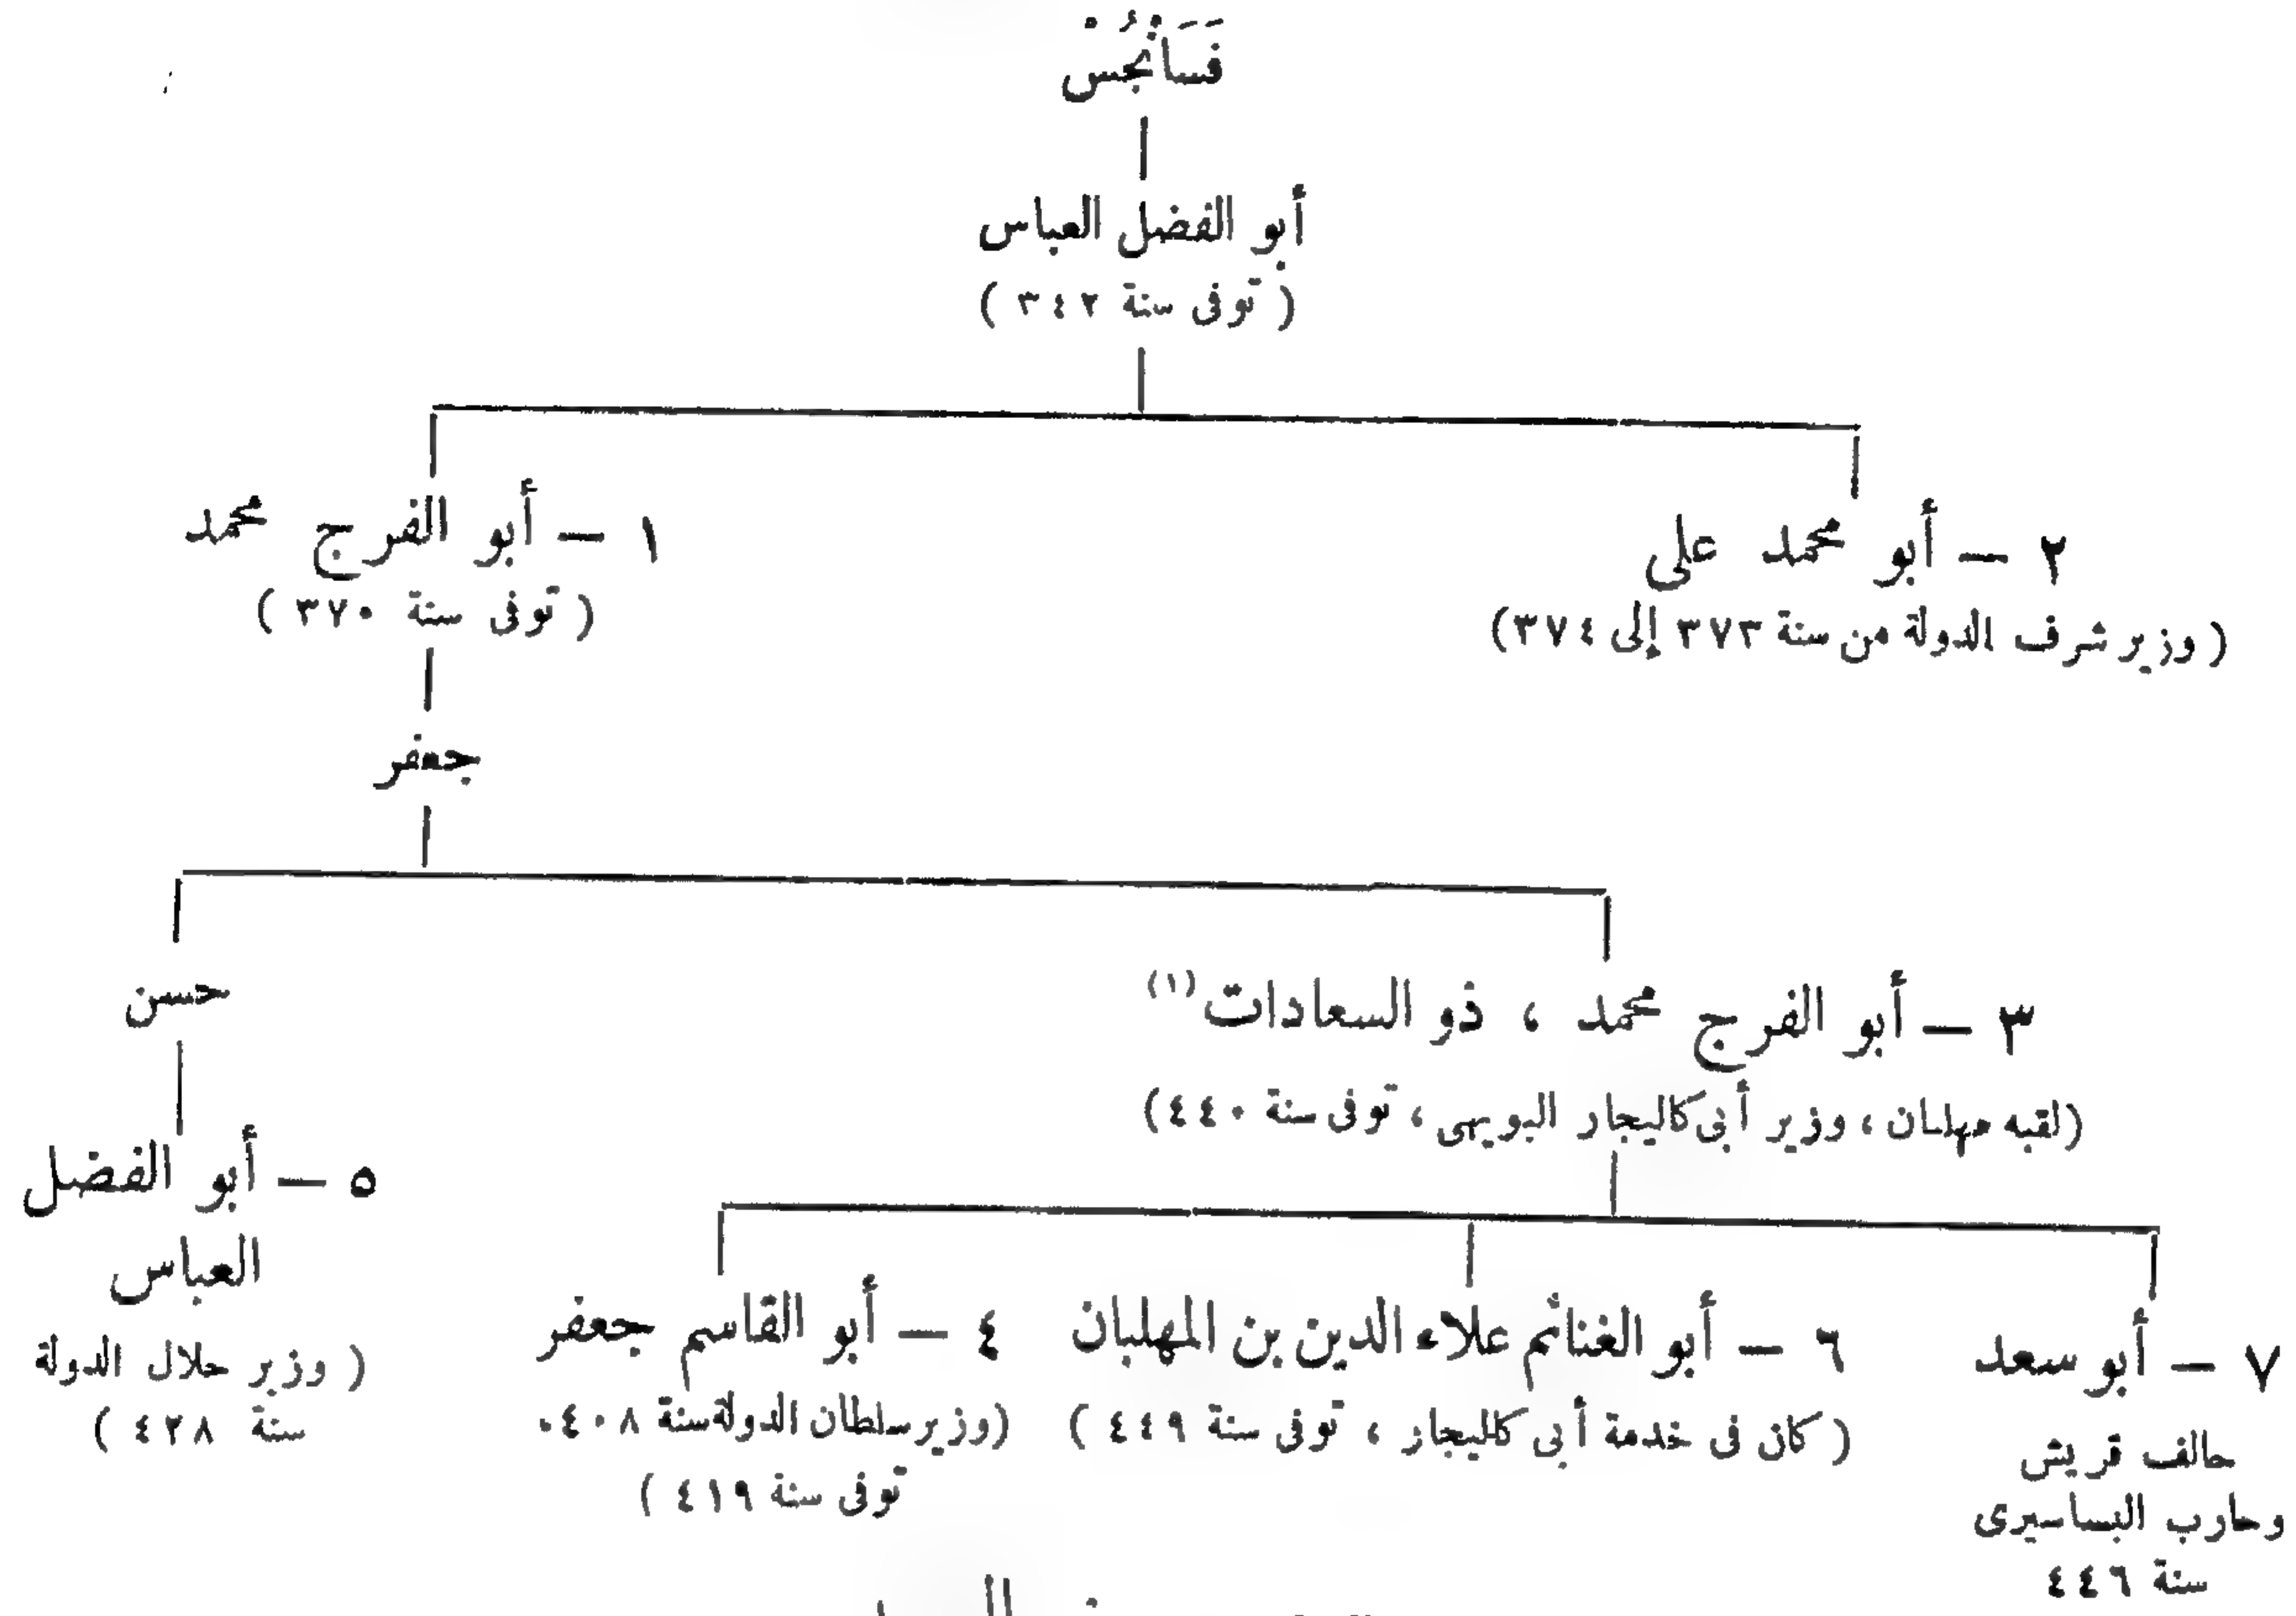 فَسَانْجُسْ
أبو الفضل العباس
( توفى سنة ٣٤٢ )
٢ — أبو محمد على
( وزير شرف الدولة من سنة ٣٧٣ إلى ٣٧٤)
١ — أبو الفرج محمد
( توفى سنة ٣٧٠ )
جعفر
٣ — أبو الفرج محمد ، ذو السعادات (١)
(لقبه مهلبان ، وزير أبى كاليجار البويهى ، توفى سنة ٤٤٠)
حسن
٥ — أبو الفضل
العباس
( وزير حلال الدولة
سنة ٤٢٨ )
٧ — أبو سعد
حالف قريش
وحارب البساسيرى
سنة ٤٤٦
٦ — أبو الغنائم علاء الدين بن المهلبان
( كان فى خدمة أبى كالليجار ، توفى سنة ٤٤٩ )
٤ — أبو القاسم جعفر
(وزير سلطان الدولة سنة ٤٠٨.
توفى سنة ٤١٩ )